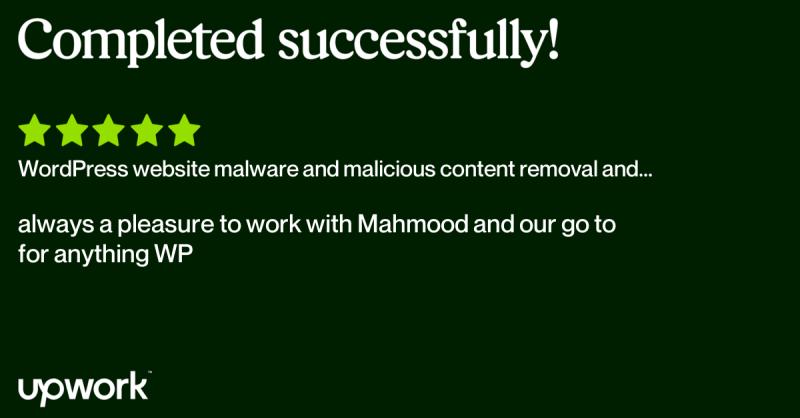 Completed successfully!
WordPress website malware and malicious content removal and...
always a pleasure to work with Mahmood and our go to
for anything WP
upwork™